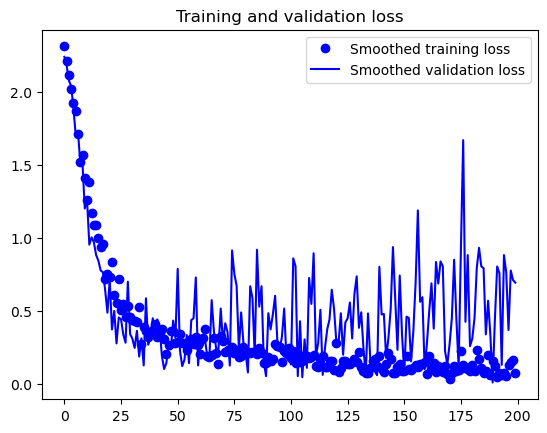 Training and validation loss
Smoothed training loss
Smoothed validation loss
2.0
1.5
1.0
0.5
0.0
0 25 50 75 100 125 150 175 200